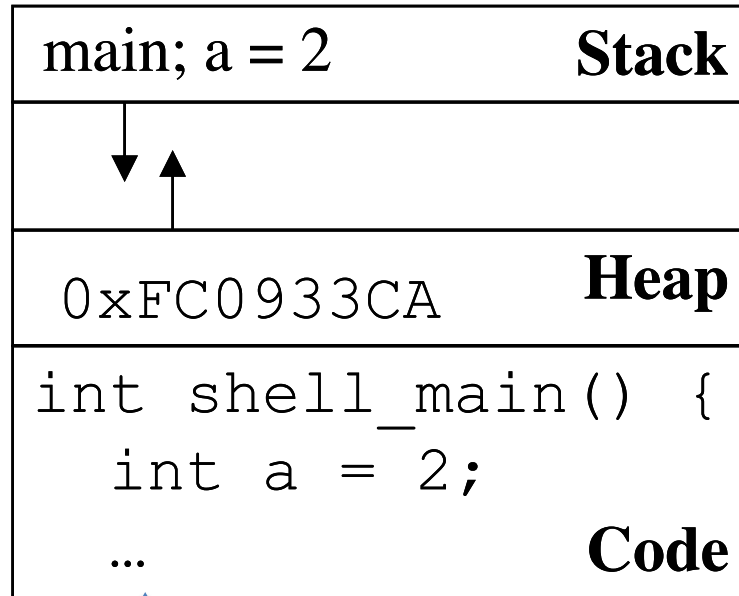 main; a = 2 Stack
0xFC0933CA Heap
int shell_main() {
int a = 2;
… Code